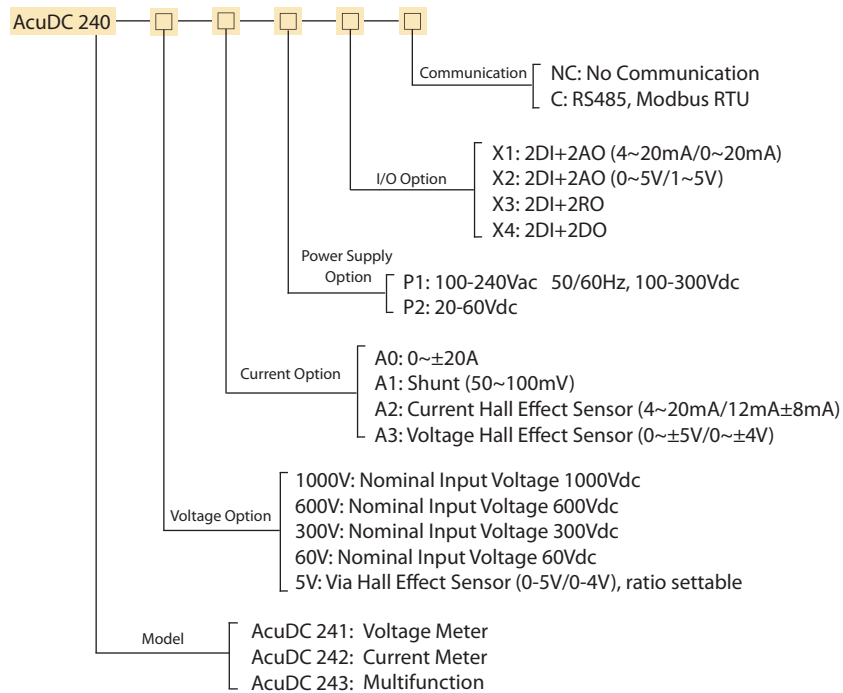 AcuDC 240
Communication
NC: No Communication
C: RS485, Modbus RTU
I/O Option
X1: 2DI+2AO (4~20mA/0~20mA)
X2: 2DI+2AO (0~5V/1~5V)
X3: 2DI+2RO
X4: 2DI+2DO
Power Supply
Option
P1: 100-240Vac 50/60Hz, 100-300Vdc
P2: 20-60Vdc
Current Option
A0: 0~±20A
A1: Shunt (50~100mV)
A2: Current Hall Effect Sensor (4~20mA/12mA±8mA)
A3: Voltage Hall Effect Sensor (0~±5V/0~±4V)
Voltage Option
1000V: Nominal Input Voltage 1000Vdc
600V: Nominal Input Voltage 600Vdc
300V: Nominal Input Voltage 300Vdc
60V: Nominal Input Voltage 60Vdc
5V: Via Hall Effect Sensor (0-5V/0-4V), ratio settable
Model
AcuDC 241: Voltage Meter
AcuDC 242: Current Meter
AcuDC 243: Multifunction